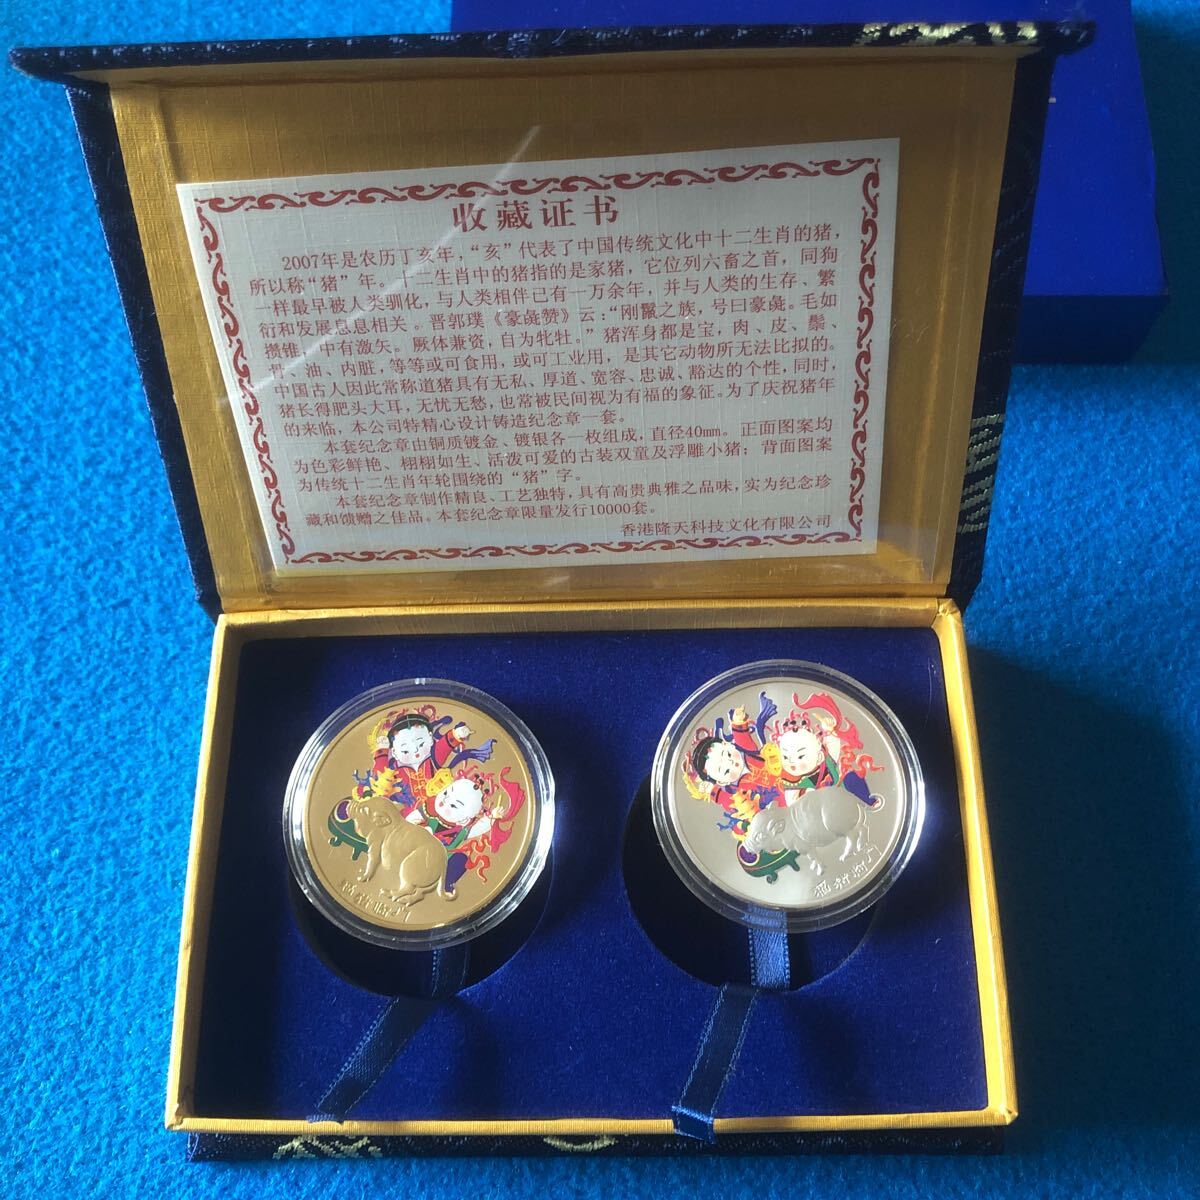 收藏证书
2007年是农历丁亥年，“亥”代表了中国传统文化中十二生肖的猪，
所以称“猪”年。十二生肖中的猪指的是家猪，它位列六畜之首，同狗
一样最早被人类驯化，与人类相伴已有一万余年，并与人类的生存、繁
衍和发展息息相关。晋郭璞《豪彘赞》云：“刚鬣之族，号曰豪彘。毛如
攒锥，中有激矢。厥体兼资，自为牝牡。”猪浑身都是宝，肉、皮、鬃、
骨、油、内脏，等等或可食用，或可工业用，是其它动物所无法比拟的。
中国古人因此常称道猪具有无私、厚道、宽容、忠诚、豁达的个性，同时，
猪长得肥头大耳，无忧无愁，也常被民间视为有福的象征。为了庆祝猪年
的来临，本公司特精心设计铸造纪念章一套。
本套纪念章由铜质镀金、镀银各一枚组成，直径40mm。正面图案均
为色彩鲜艳、栩栩如生、活泼可爱的古装双童及浮雕小猪；背面图案
为传统十二生肖年轮围绕的“猪”字。
本套纪念章制作精良、工艺独特，具有高贵典雅之品味，实为纪念珍
藏和馈赠之佳品。本套纪念章限量发行10000套。
香港隆天科技文化有限公司